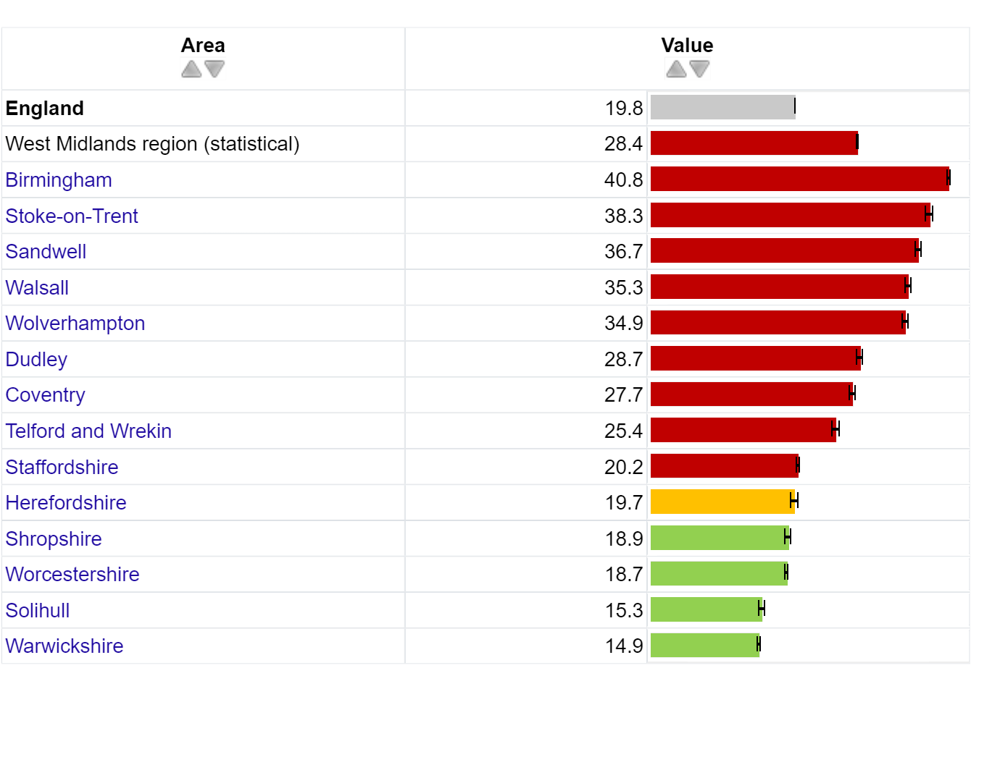 Area Value
England 19.8
West Midlands region (statistical) 28.4
Birmingham 40.8
Stoke-on-Trent 38.3
Sandwell 36.7
Walsall 35.3
Wolverhampton 34.9
Dudley 28.7
Coventry 27.7
Telford and Wrekin 25.4
Staffordshire 20.2
Herefordshire 19.7
Shropshire 18.9
Worcestershire 18.7
Solihull 15.3
Warwickshire 14.9